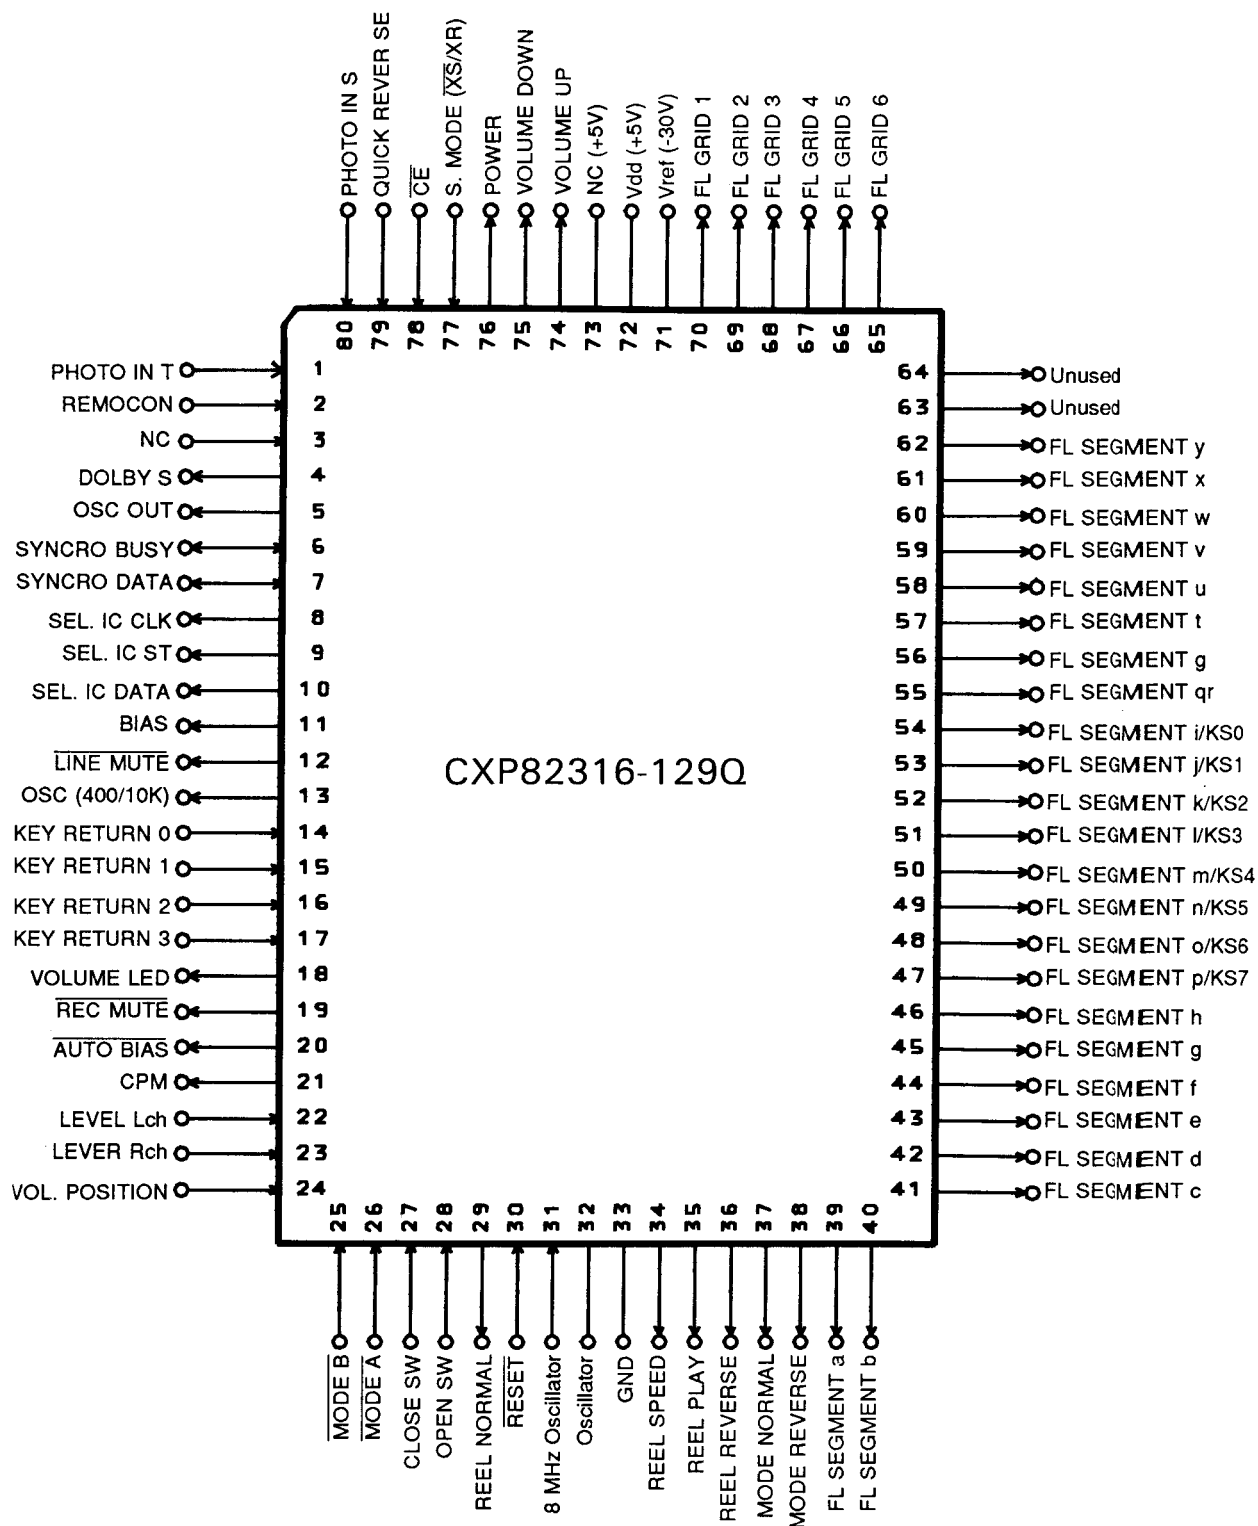 PHOTO IN S
QUICK REVER SE
CE
S. MODE (XS/XR)
POWER
VOLUME DOWN
VOLUME UP
NC (+5V)
Vdd (+5V)
Vref (-30V)
FL GRID 1
FL GRID 2
FL GRID 3
FL GRID 4
FL GRID 5
FL GRID 6
80 79 78 77 76 75 74 73 72 71 70 69 68 67 66 65
PHOTO IN T 1
REMOCON 2
NC 3
DOLBY S 4
OSC OUT 5
SYNCRO BUSY 6
SYNCRO DATA 7
SEL. IC CLK 8
SEL. IC ST 9
SEL. IC DATA 10
BIAS 11
LINE MUTE 12
OSC (400/10K) 13
KEY RETURN 0 14
KEY RETURN 1 15
KEY RETURN 2 16
KEY RETURN 3 17
VOLUME LED 18
REC MUTE 19
AUTO BIAS 20
CPM 21
LEVEL Lch 22
LEVER Rch 23
VOL. POSITION 24
CXP82316-129Q
64 Unused
63 Unused
62 FL SEGMENT y
61 FL SEGMENT x
60 FL SEGMENT w
59 FL SEGMENT v
58 FL SEGMENT u
57 FL SEGMENT t
56 FL SEGMENT g
55 FL SEGMENT qr
54 FL SEGMENT i/KS0
53 FL SEGMENT j/KS1
52 FL SEGMENT k/KS2
51 FL SEGMENT l/KS3
50 FL SEGMENT m/KS4
49 FL SEGMENT n/KS5
48 FL SEGMENT o/KS6
47 FL SEGMENT p/KS7
46 FL SEGMENT h
45 FL SEGMENT g
44 FL SEGMENT f
43 FL SEGMENT e
42 FL SEGMENT d
41 FL SEGMENT c
25 26 27 28 29 30 31 32 33 34 35 36 37 38 39 40
MODE B
MODE A
CLOSE SW
OPEN SW
REEL NORMAL
RESET
8 MHz Oscillator
Oscillator
GND
REEL SPEED
REEL PLAY
REEL REVERSE
MODE NORMAL
MODE REVERSE
FL SEGMENT a
FL SEGMENT b